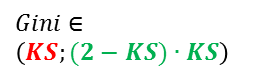 Gini ∈
(KS; (2 − KS) · KS)